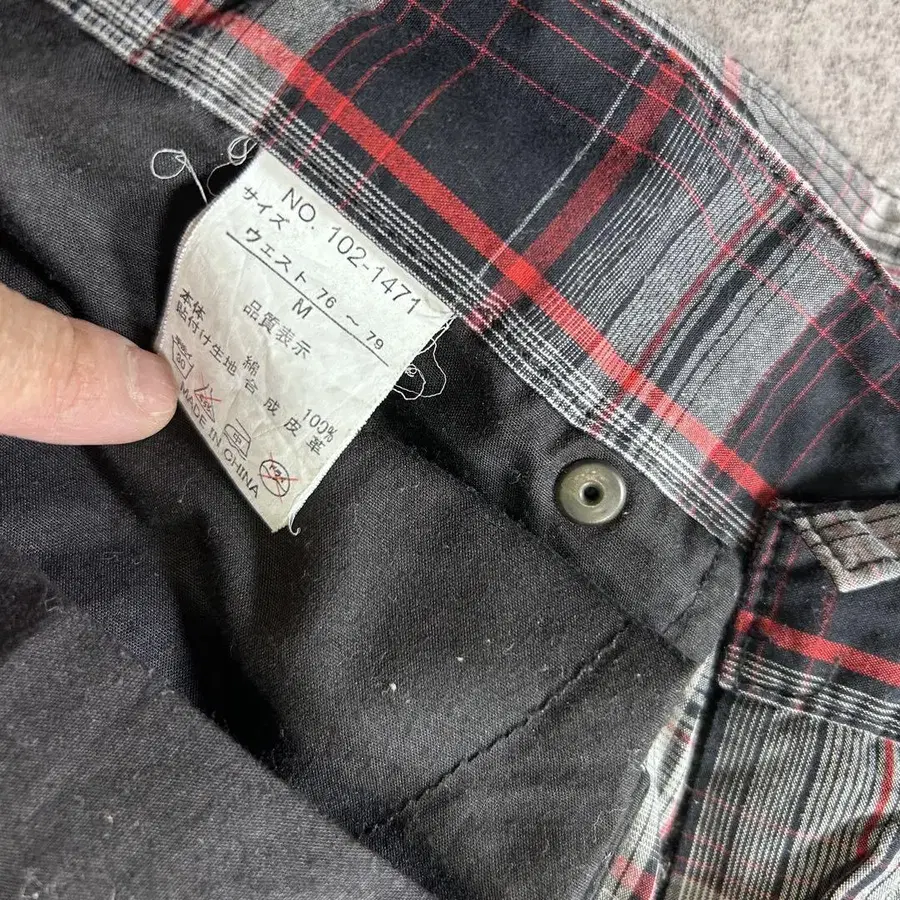 NO. 102-1471
サイズ M
ウエスト 76 ~ 79
品質表示
本体 綿 100%
貼付け生地 合成皮革
MADE IN CHINA